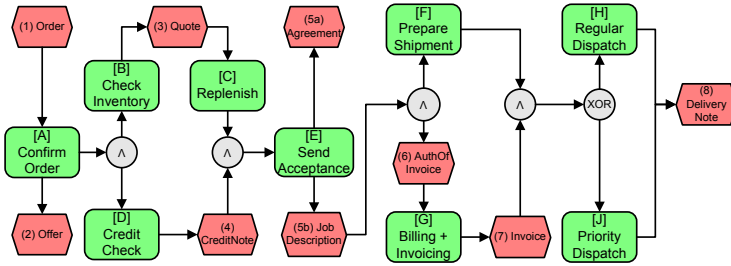 (1) Order
(3) Quote
(5a)
Agreement
[F]
Prepare
Shipment
[H]
Regular
Dispatch
[B]
Check
Inventory
[C]
Replenish
Λ
Λ
XOR
(8)
Delivery
Note
[A]
Confirm
Order
Λ
Λ
[E]
Send
Acceptance
(6) AuthOf
Invoice
(2) Offer
[D]
Credit
Check
(4)
CreditNote
(5b) Job
Description
[G]
Billing +
Invoicing
(7) Invoice
[J]
Priority
Dispatch